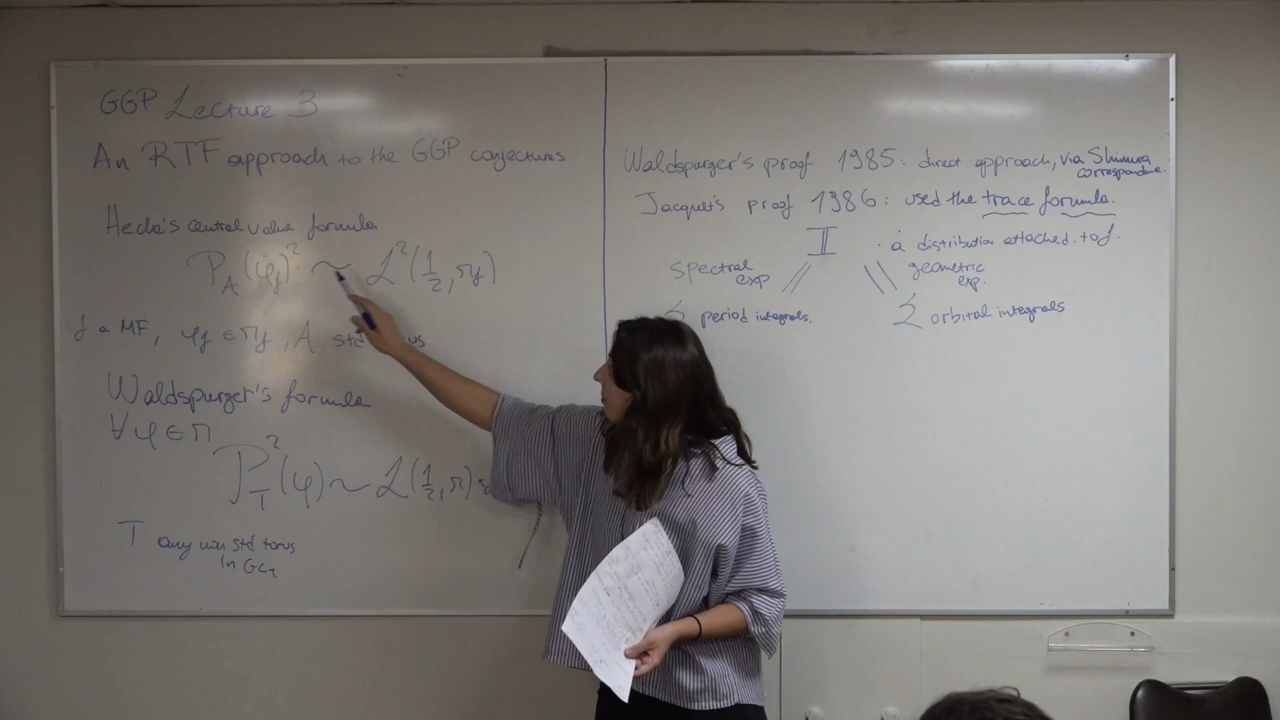 GGP Lecture 3
An RTF approach to the GGP conjectures
Hecke's central value formula
P_A(φ_f)^2 ~ L^2(1/2, π_f)
f a MF, φ_f ∈ π_f, A std
Waldspurger's formula
∀ φ ∈ π
P_T^2(φ) ~ L(1/2, π)
T any non std torus
in GL_2
Waldspurger's proof 1985: direct approach, via Shimura
correspondence.
Jacquet's proof 1986: used the trace formula.
I : a distribution attached to f.
spectral
exp
geometric
exp.
Σ period integrals.
Σ orbital integrals